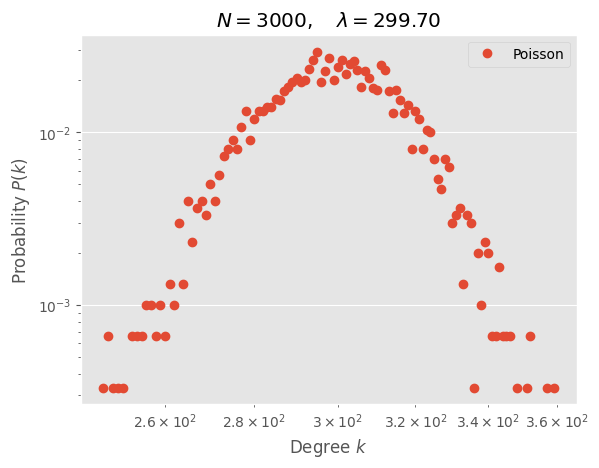 N = 3000, λ = 299.70
Poisson
Probability P(k)
10⁻²
10⁻³
2.6 × 10² 2.8 × 10² 3 × 10² 3.2 × 10² 3.4 × 10² 3.6 × 10²
Degree k